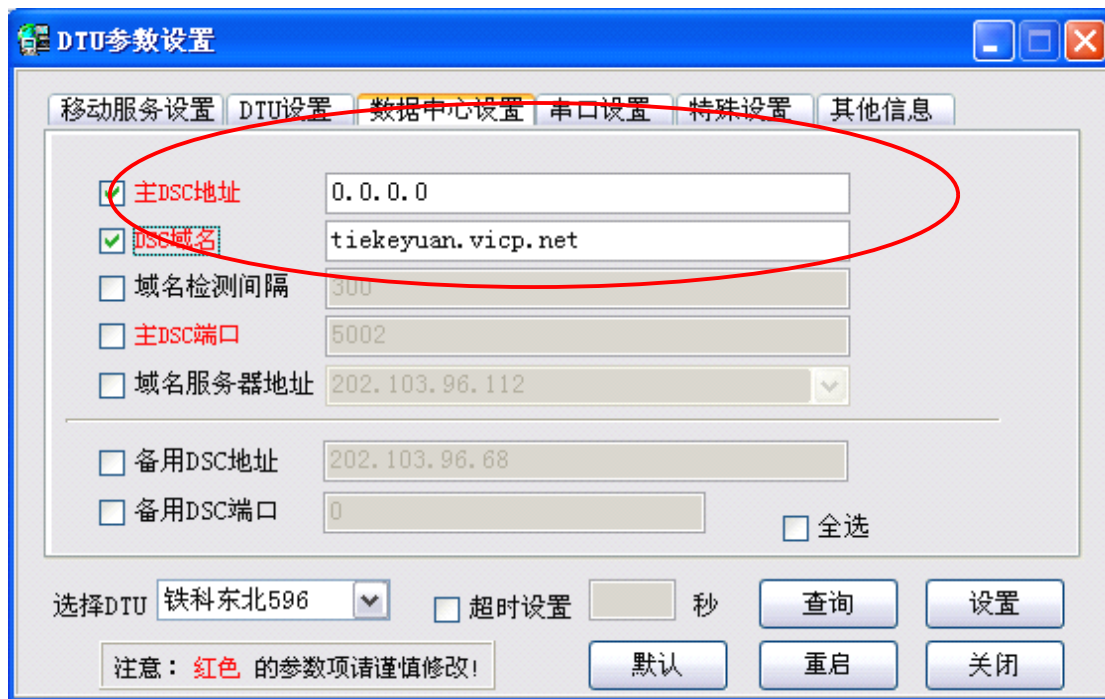 DTU参数设置
移动服务设置 DTU设置 数据中心设置 串口设置 特殊设置 其他信息
主DSC地址 0.0.0.0
DSC域名 tiekeyuan.vicp.net
域名检测间隔 300
主DSC端口 5002
域名服务器地址 202.103.96.112
备用DSC地址 202.103.96.68
备用DSC端口 0
全选
选择DTU 铁科东北596 超时设置 秒 查询 设置
注意：红色 的参数项请谨慎修改! 默认 重启 关闭